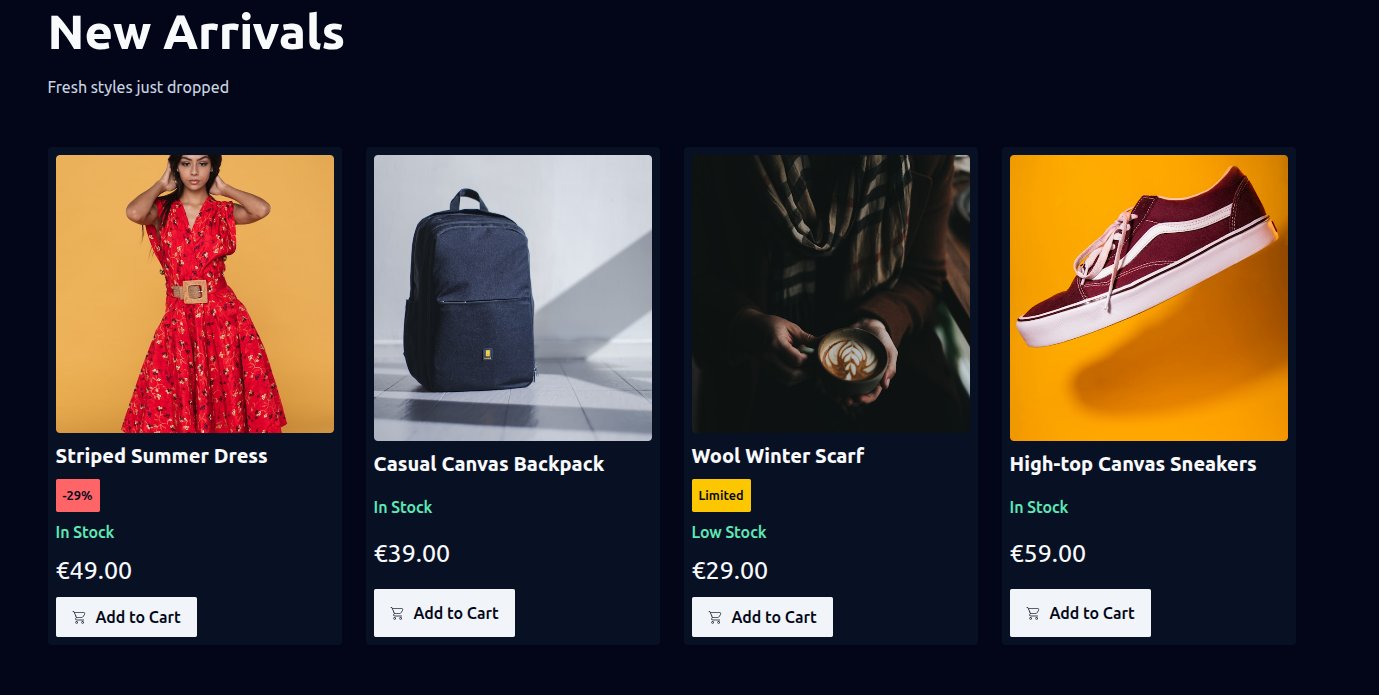 New Arrivals
Fresh styles just dropped
Striped Summer Dress
-29%
In Stock
€49.00
Add to Cart
Casual Canvas Backpack
In Stock
€39.00
Add to Cart
Wool Winter Scarf
Limited
Low Stock
€29.00
Add to Cart
High-top Canvas Sneakers
In Stock
€59.00
Add to Cart